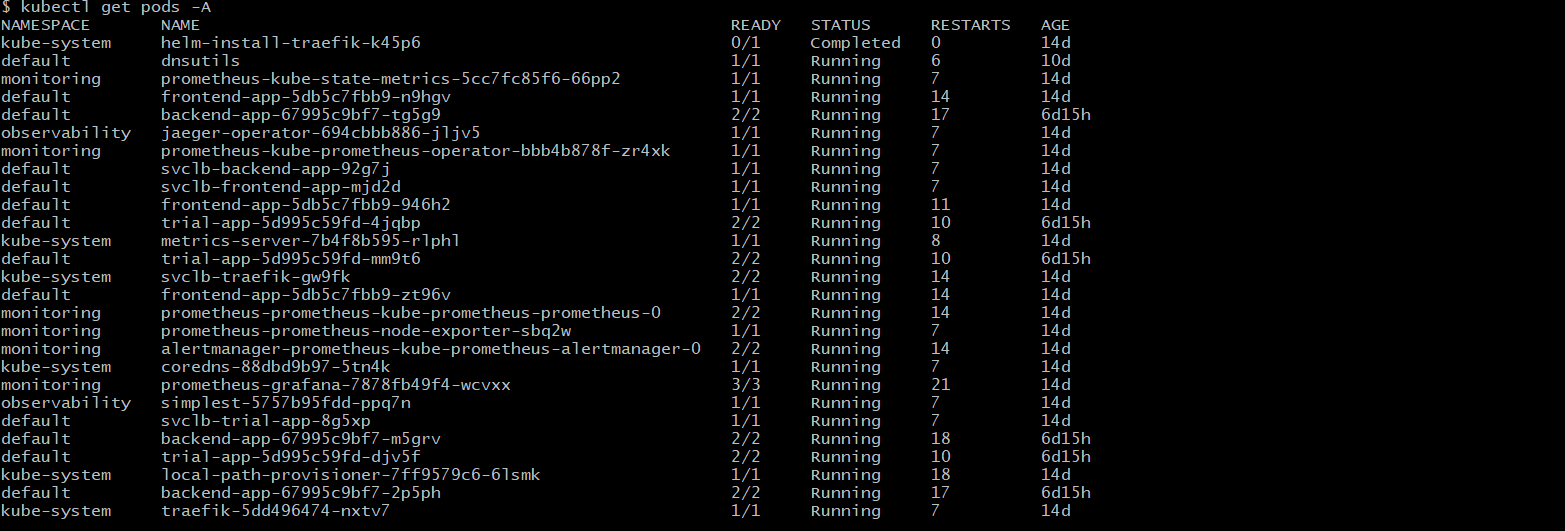 $ kubectl get pods -A
NAMESPACE NAME READY STATUS RESTARTS AGE
kube-system helm-install-traefik-k45p6 0/1 Completed 0 14d
default dnsutils 1/1 Running 6 10d
monitoring prometheus-kube-state-metrics-5cc7fc85f6-66pp2 1/1 Running 7 14d
default frontend-app-5db5c7fbb9-n9hgv 1/1 Running 14 14d
default backend-app-67995c9bf7-tg5g9 2/2 Running 17 6d15h
observability jaeger-operator-694cbbb886-jljv5 1/1 Running 7 14d
monitoring prometheus-kube-prometheus-operator-bbb4b878f-zr4xk 1/1 Running 7 14d
default svclb-backend-app-92g7j 1/1 Running 7 14d
default svclb-frontend-app-mjd2d 1/1 Running 7 14d
default frontend-app-5db5c7fbb9-946h2 1/1 Running 11 14d
default trial-app-5d995c59fd-4jqbp 2/2 Running 10 6d15h
kube-system metrics-server-7b4f8b595-rlphl 1/1 Running 8 14d
default trial-app-5d995c59fd-mm9t6 2/2 Running 10 6d15h
kube-system svclb-traefik-gw9fk 2/2 Running 14 14d
default frontend-app-5db5c7fbb9-zt96v 1/1 Running 14 14d
monitoring prometheus-prometheus-kube-prometheus-prometheus-0 2/2 Running 14 14d
monitoring prometheus-prometheus-node-exporter-sbq2w 1/1 Running 7 14d
monitoring alertmanager-prometheus-kube-prometheus-alertmanager-0 2/2 Running 14 14d
kube-system coredns-88dbd9b97-5tn4k 1/1 Running 7 14d
monitoring prometheus-grafana-7878fb49f4-wcvxx 3/3 Running 21 14d
observability simplest-5757b95fdd-ppq7n 1/1 Running 7 14d
default svclb-trial-app-8g5xp 1/1 Running 7 14d
default backend-app-67995c9bf7-m5grv 2/2 Running 18 6d15h
default trial-app-5d995c59fd-djv5f 2/2 Running 10 6d15h
kube-system local-path-provisioner-7ff9579c6-6lsmk 1/1 Running 18 14d
default backend-app-67995c9bf7-2p5ph 2/2 Running 17 6d15h
kube-system traefik-5dd496474-nxtv7 1/1 Running 7 14d